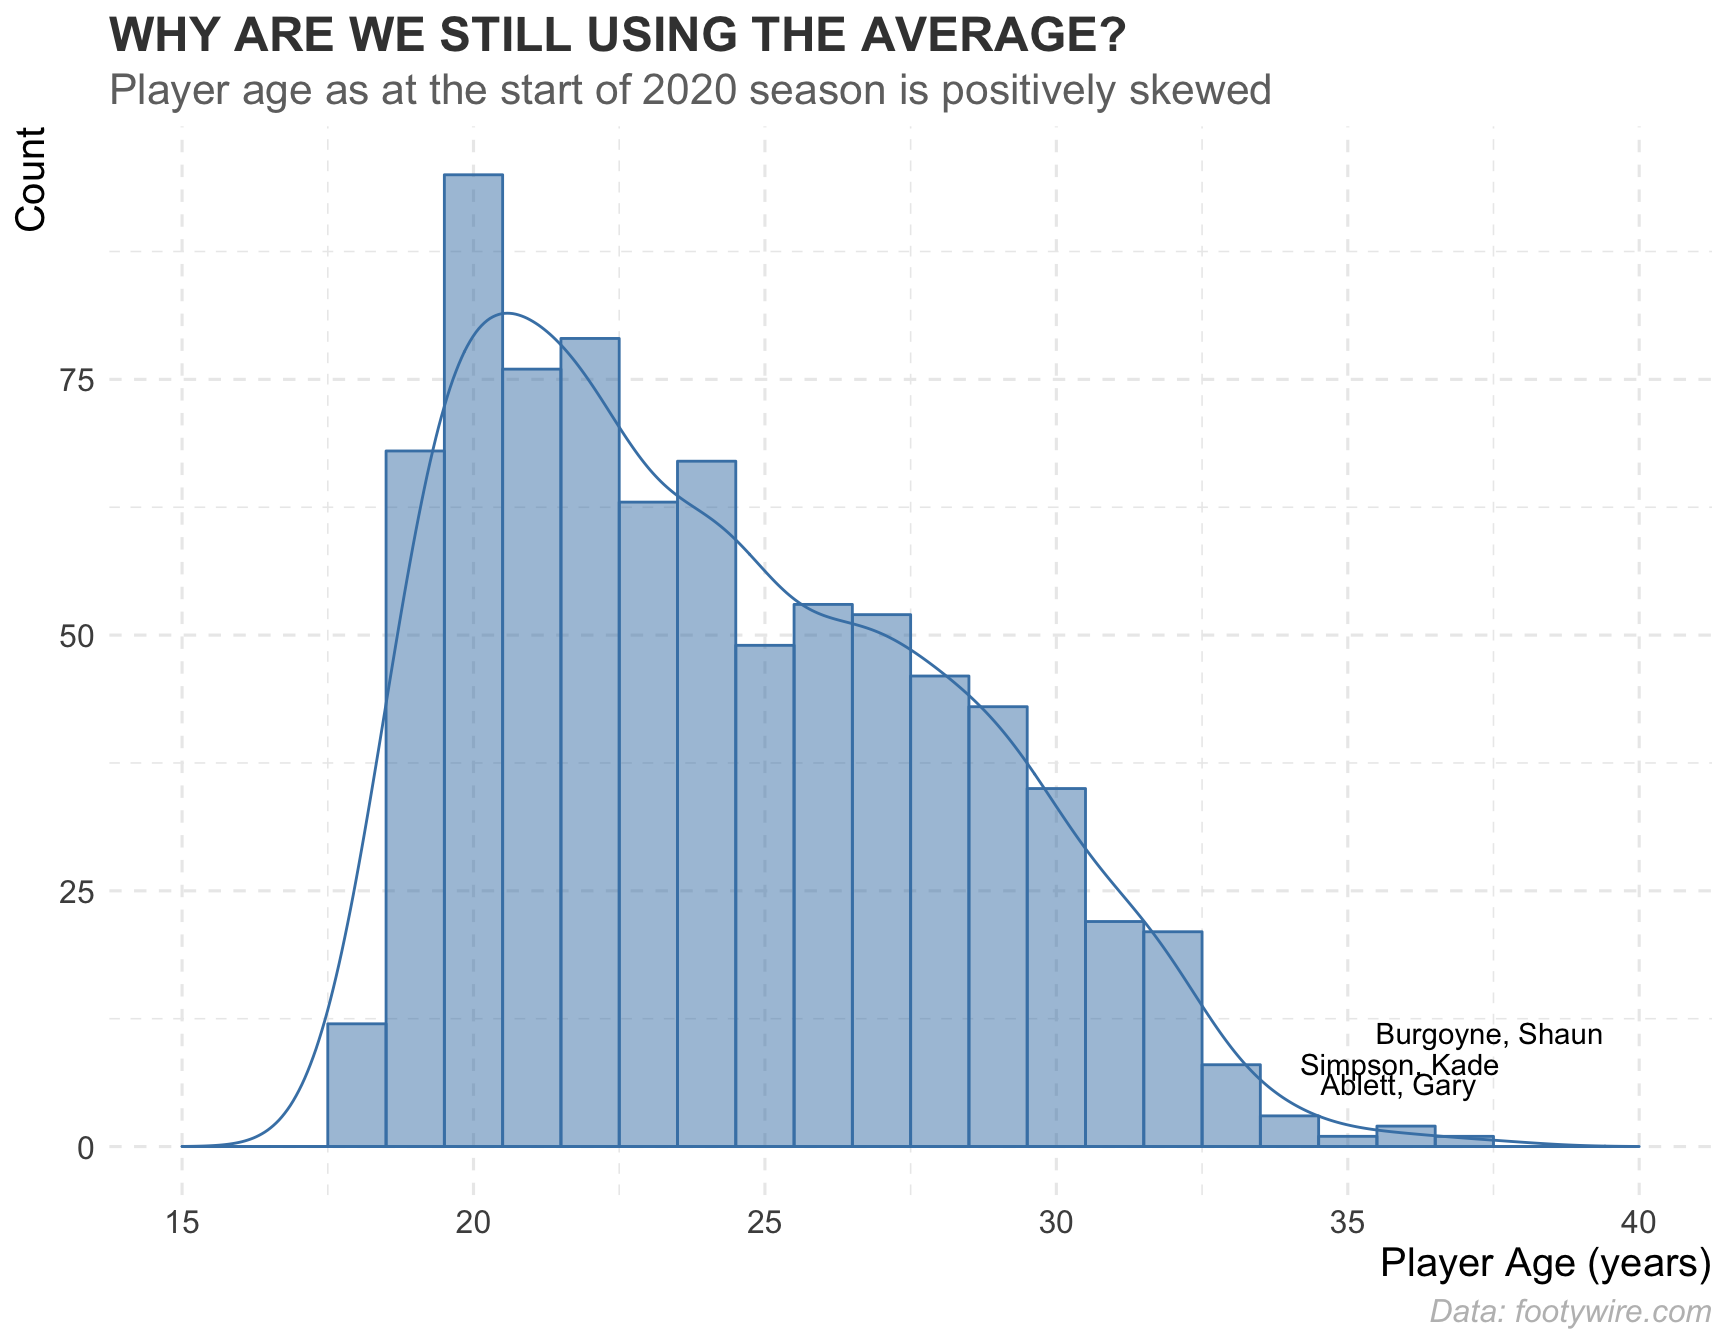 WHY ARE WE STILL USING THE AVERAGE?
Player age as at the start of 2020 season is positively skewed
Count
75
50
25
0
Burgoyne, Shaun
Simpson, Kade
Ablett, Gary
15 20 25 30 35 40
Player Age (years)
Data: footywire.com